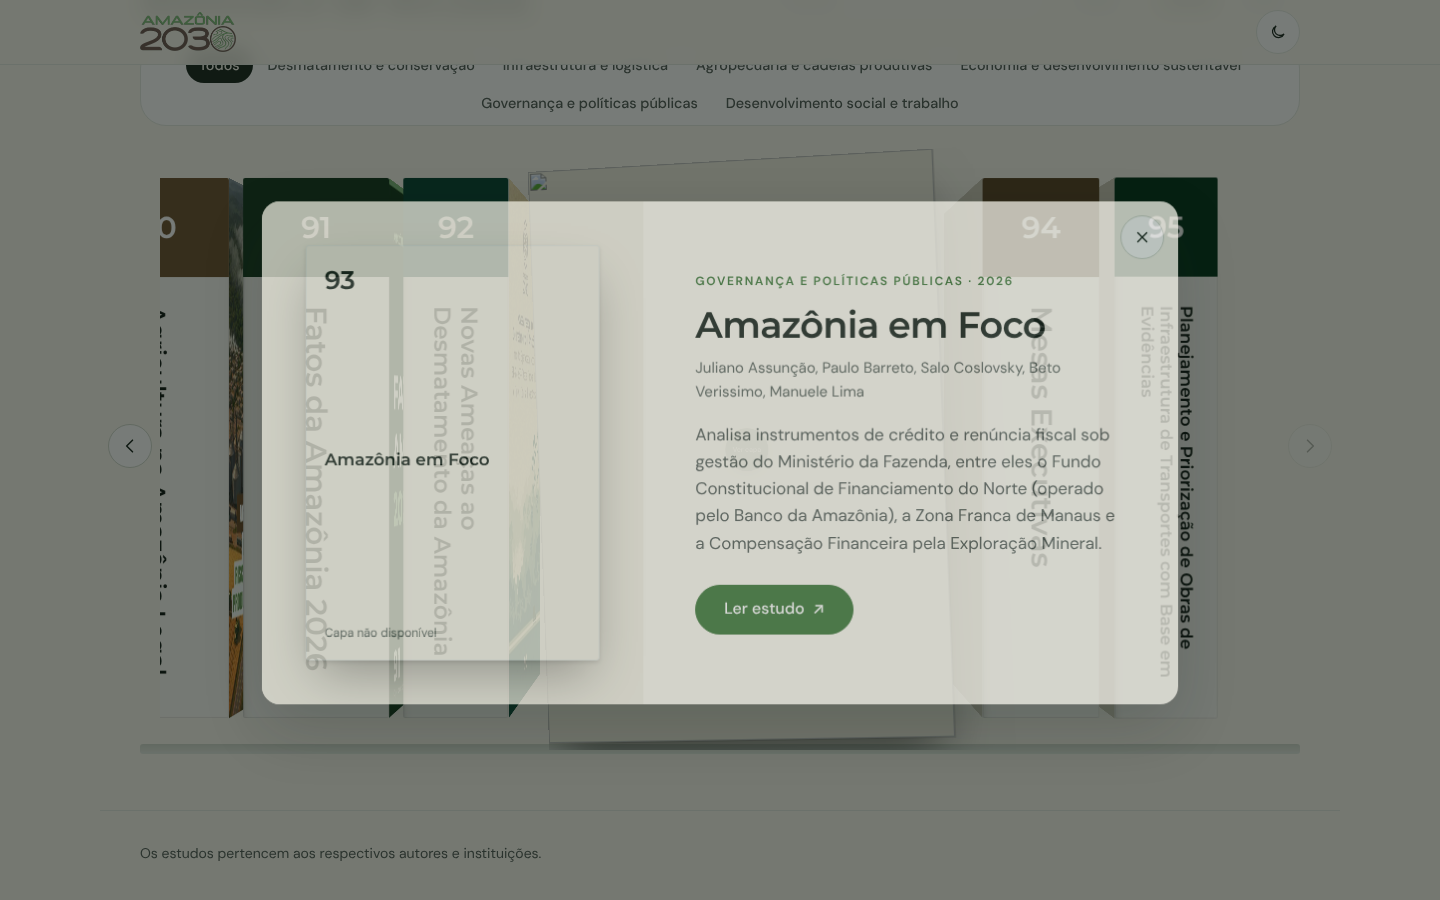 AMAZÔNIA
2030
Todos
Desmatamento e conservação
Infraestrutura e logística
Agropecuária e cadeias produtivas
Economia e desenvolvimento sustentável
Governança e políticas públicas
Desenvolvimento social e trabalho
0
91
92
94
95
93
Amazônia em Foco
Capa não disponível
Fatos da Amazônia 2026
Novas Ameaças ao
Desmatamento da Amazônia
GOVERNANÇA E POLÍTICAS PÚBLICAS · 2026
Amazônia em Foco
Juliano Assunção, Paulo Barreto, Salo Coslovsky, Beto
Verissimo, Manuele Lima
Analisa instrumentos de crédito e renúncia fiscal sob
gestão do Ministério da Fazenda, entre eles o Fundo
Constitucional de Financiamento do Norte (operado
pelo Banco da Amazônia), a Zona Franca de Manaus e
a Compensação Financeira pela Exploração Mineral.
Ler estudo
Mesas Executivas
Planejamento e Priorização de Obras de
Infraestrutura de Transportes com Base em
Evidências
Os estudos pertencem aos respectivos autores e instituições.